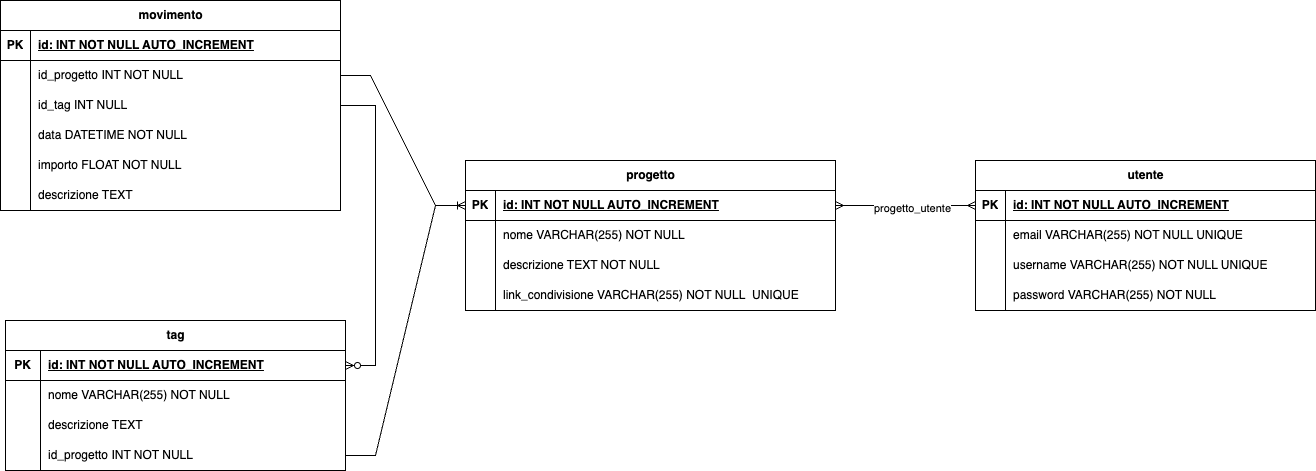 movimento
PK id: INT NOT NULL AUTO_INCREMENT
id_progetto INT NOT NULL
id_tag INT NULL
data DATETIME NOT NULL
importo FLOAT NOT NULL
descrizione TEXT
progetto
PK id: INT NOT NULL AUTO_INCREMENT
nome VARCHAR(255) NOT NULL
descrizione TEXT NOT NULL
link_condivisione VARCHAR(255) NOT NULL UNIQUE
progetto_utente
utente
PK id: INT NOT NULL AUTO_INCREMENT
email VARCHAR(255) NOT NULL UNIQUE
username VARCHAR(255) NOT NULL UNIQUE
password VARCHAR(255) NOT NULL
tag
PK id: INT NOT NULL AUTO_INCREMENT
nome VARCHAR(255) NOT NULL
descrizione TEXT
id_progetto INT NOT NULL